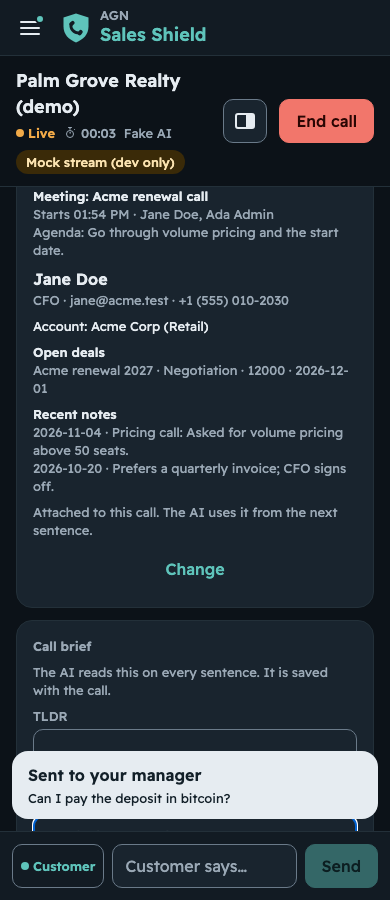 AGN
Sales Shield
Palm Grove Realty
(demo)
Live 00:03 Fake AI
End call
Mock stream (dev only)
Meeting: Acme renewal call
Starts 01:54 PM · Jane Doe, Ada Admin
Agenda: Go through volume pricing and the start
date.
Jane Doe
CFO · jane@acme.test · +1 (555) 010-2030
Account: Acme Corp (Retail)
Open deals
Acme renewal 2027 · Negotiation · 12000 · 2026-12-
01
Recent notes
2026-11-04 · Pricing call: Asked for volume pricing
above 50 seats.
2026-10-20 · Prefers a quarterly invoice; CFO signs
off.
Attached to this call. The AI uses it from the next
sentence.
Change
Call brief
The AI reads this on every sentence. It is saved
with the call.
TLDR
Sent to your manager
Can I pay the deposit in bitcoin?
Customer
Customer says...
Send